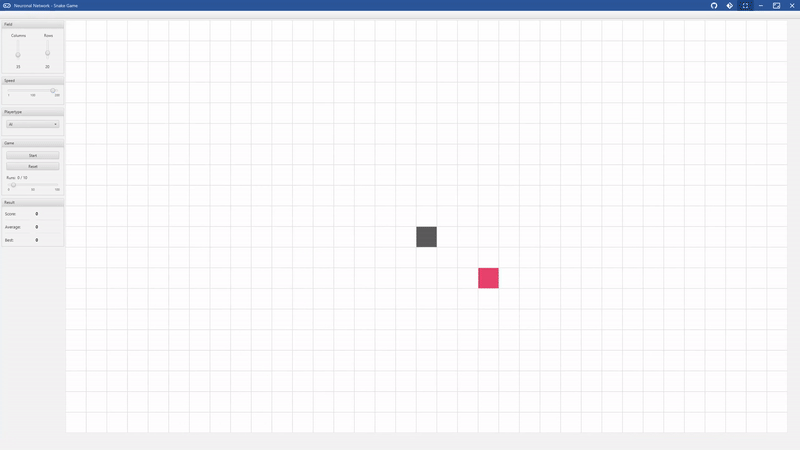 Neuronal Network - Snake Game
Field
Columns Rows
35 20
Speed
1 100 200
Playertype
AI
Game
Start
Reset
Runs: 0 / 10
0 50 100
Result
Score: 0
Average: 0
Best: 0